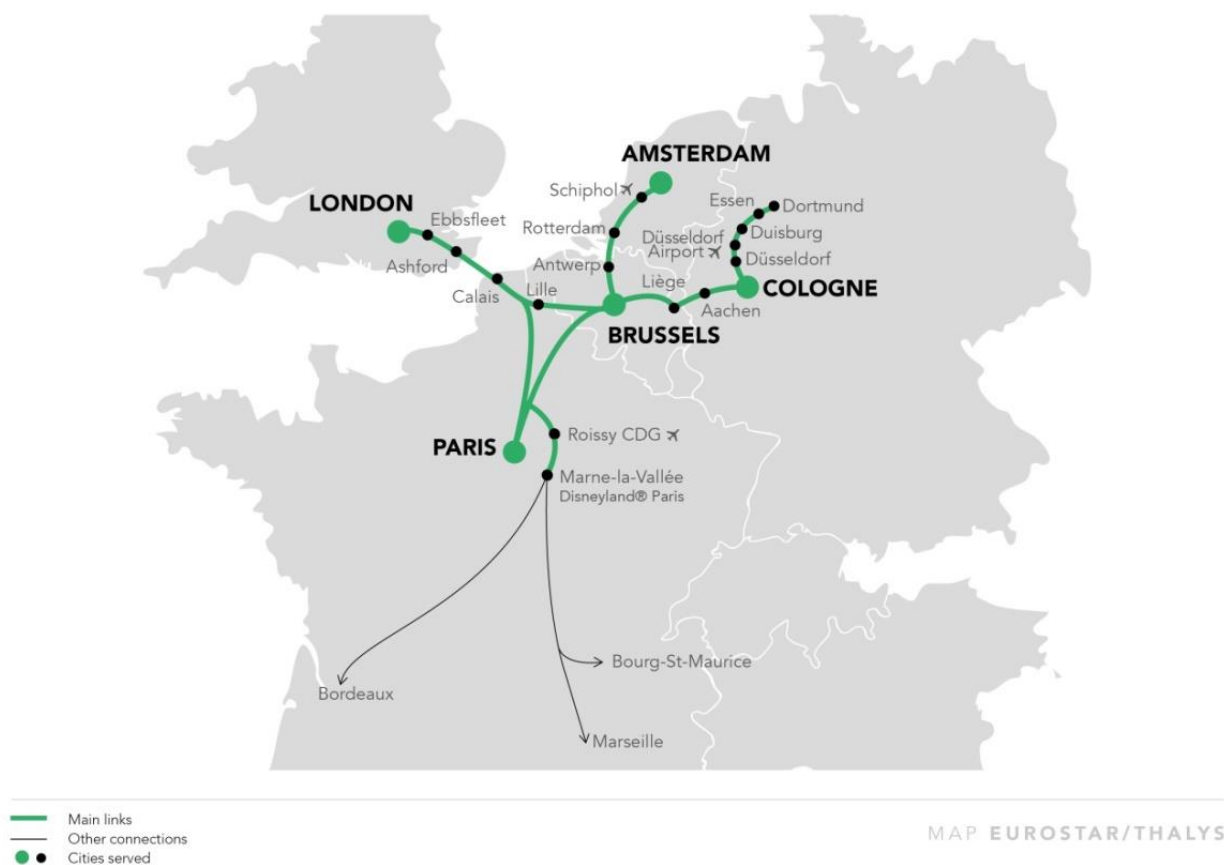 AMSTERDAM
Schiphol
Essen
Dortmund
LONDON
Ebbsfleet
Rotterdam
Düsseldorf
Airport
Duisburg
Ashford
Antwerp
Düsseldorf
Calais
Lille
Liège
COLOGNE
Aachen
BRUSSELS
PARIS
Roissy CDG
Marne-la-Vallée
Disneyland® Paris
Bourg-St-Maurice
Bordeaux
Marseille
Main links
Other connections
Cities served
MAP EUROSTAR/THALYS